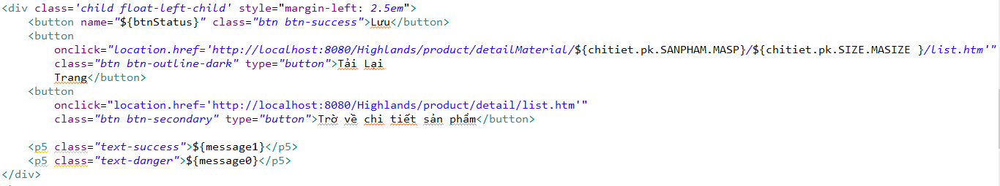 <div class='child float-left-child' style="margin-left: 2.5em">
<button name="${btnStatus}" class="btn btn-success">Lưu</button>
<button
onclick="location.href='http://localhost:8080/Highlands/product/detailMaterial/${chitiet.pk.SANPHAM.MASP}/${chitiet.pk.SIZE.MASIZE }/list.htm'"
class="btn btn-outline-dark" type="button">Tải Lại
Trang</button>
<button
onclick="location.href='http://localhost:8080/Highlands/product/detail/list.htm'"
class="btn btn-secondary" type="button">Trờ về chi tiết sản phẩm</button>
<p5 class="text-success">${message1}</p5>
<p5 class="text-danger">${message0}</p5>
</div>